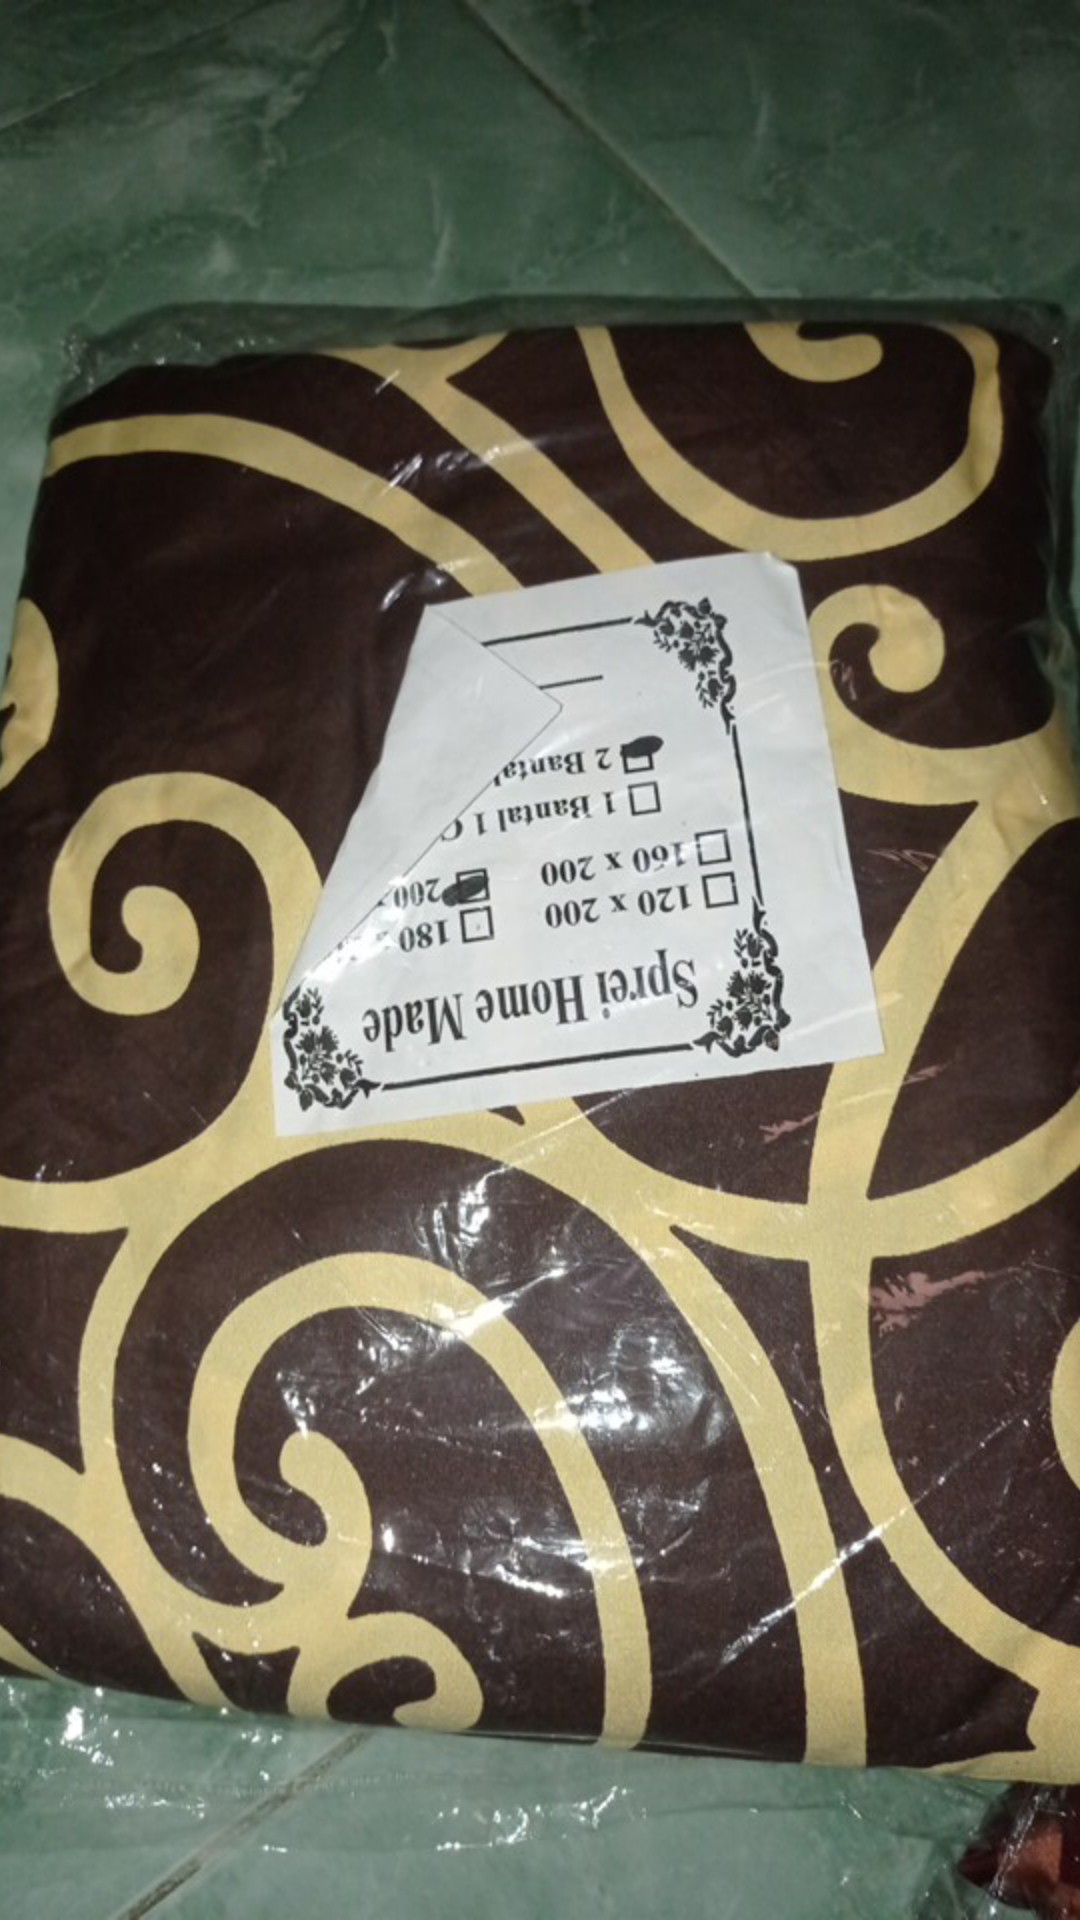 Sprei Home Made
120 x 200 180 x
160 x 200 200 x
1 Bantal 1 G
2 Bantal